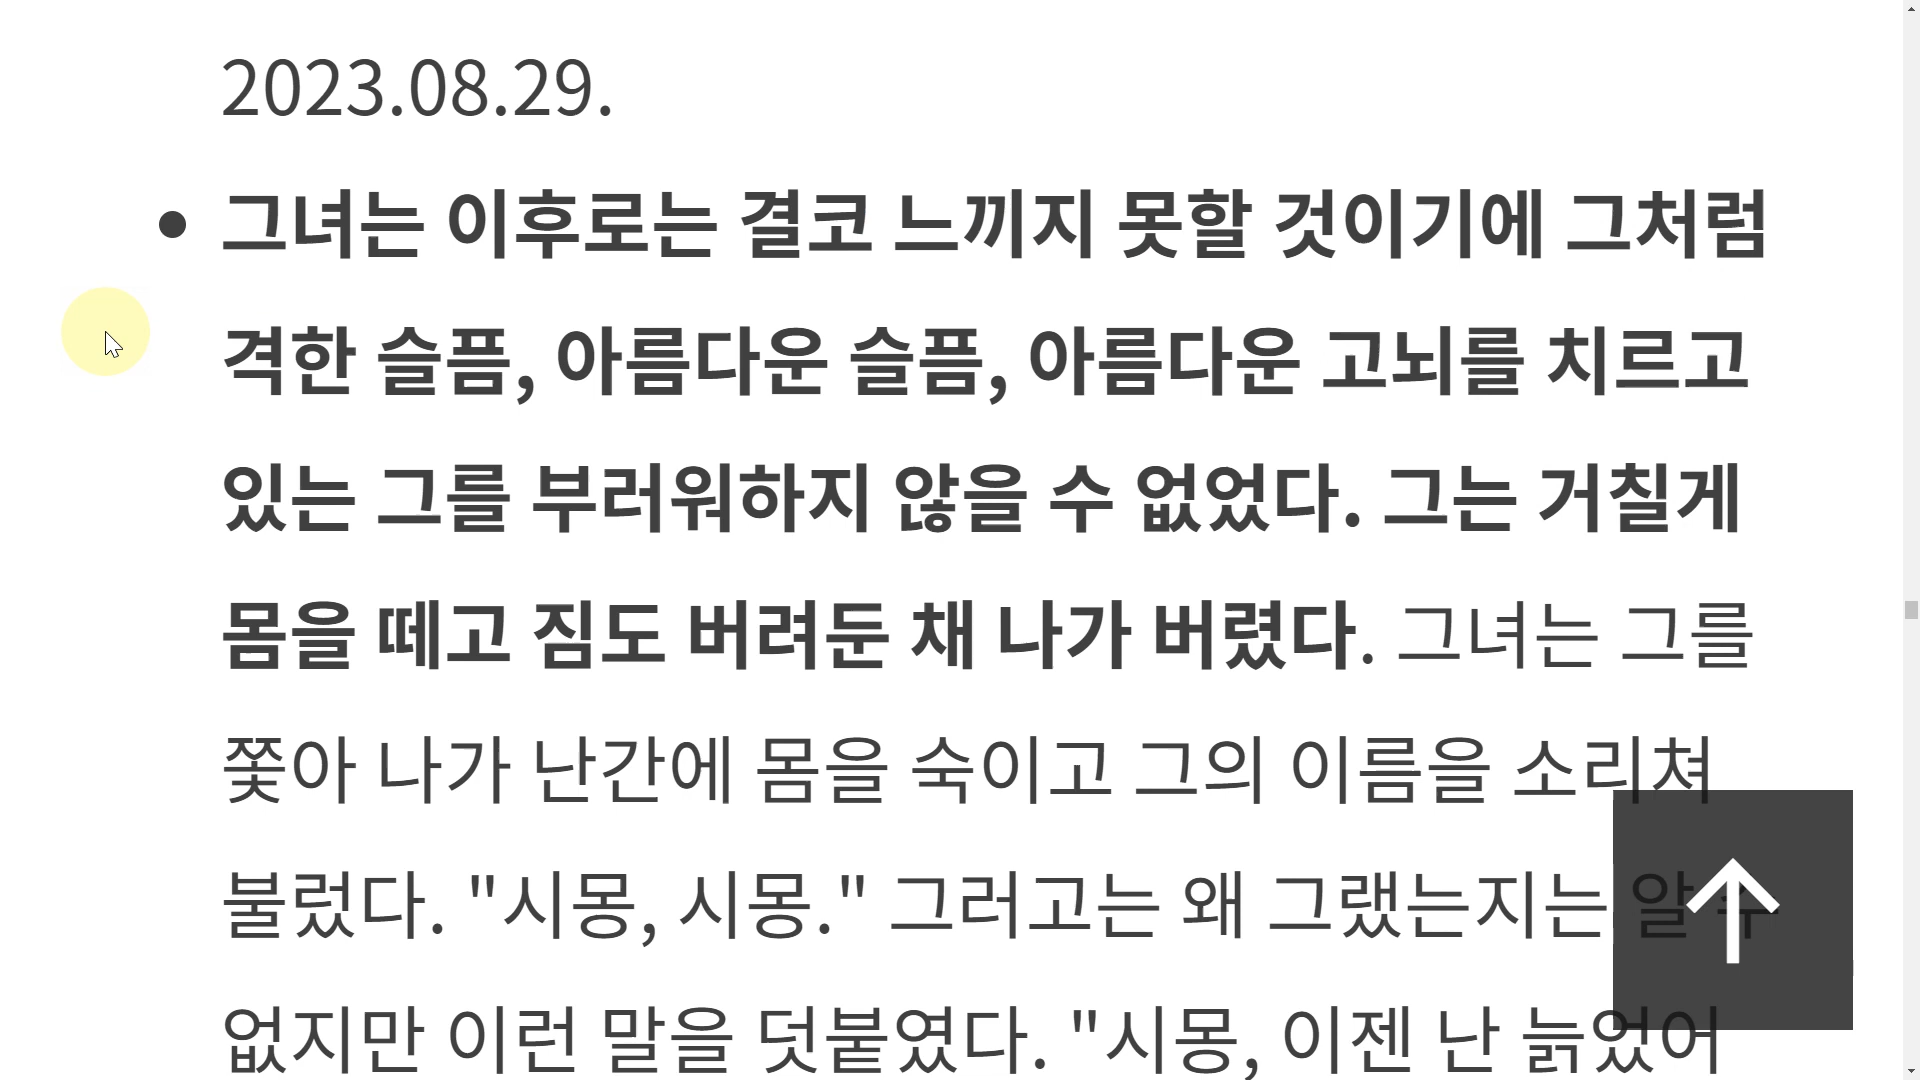 2023.08.29.
그녀는 이후로는 결코 느끼지 못할 것이기에 그처럼
격한 슬픔, 아름다운 슬픔, 아름다운 고뇌를 치르고
있는 그를 부러워하지 않을 수 없었다. 그는 거칠게
몸을 떼고 짐도 버려둔 채 나가 버렸다. 그녀는 그를
쫓아 나가 난간에 몸을 숙이고 그의 이름을 소리쳐
불렀다. "시몽, 시몽." 그러고는 왜 그랬는지는 알 수
없지만 이런 말을 덧붙였다. "시몽, 이젠 난 늙었어